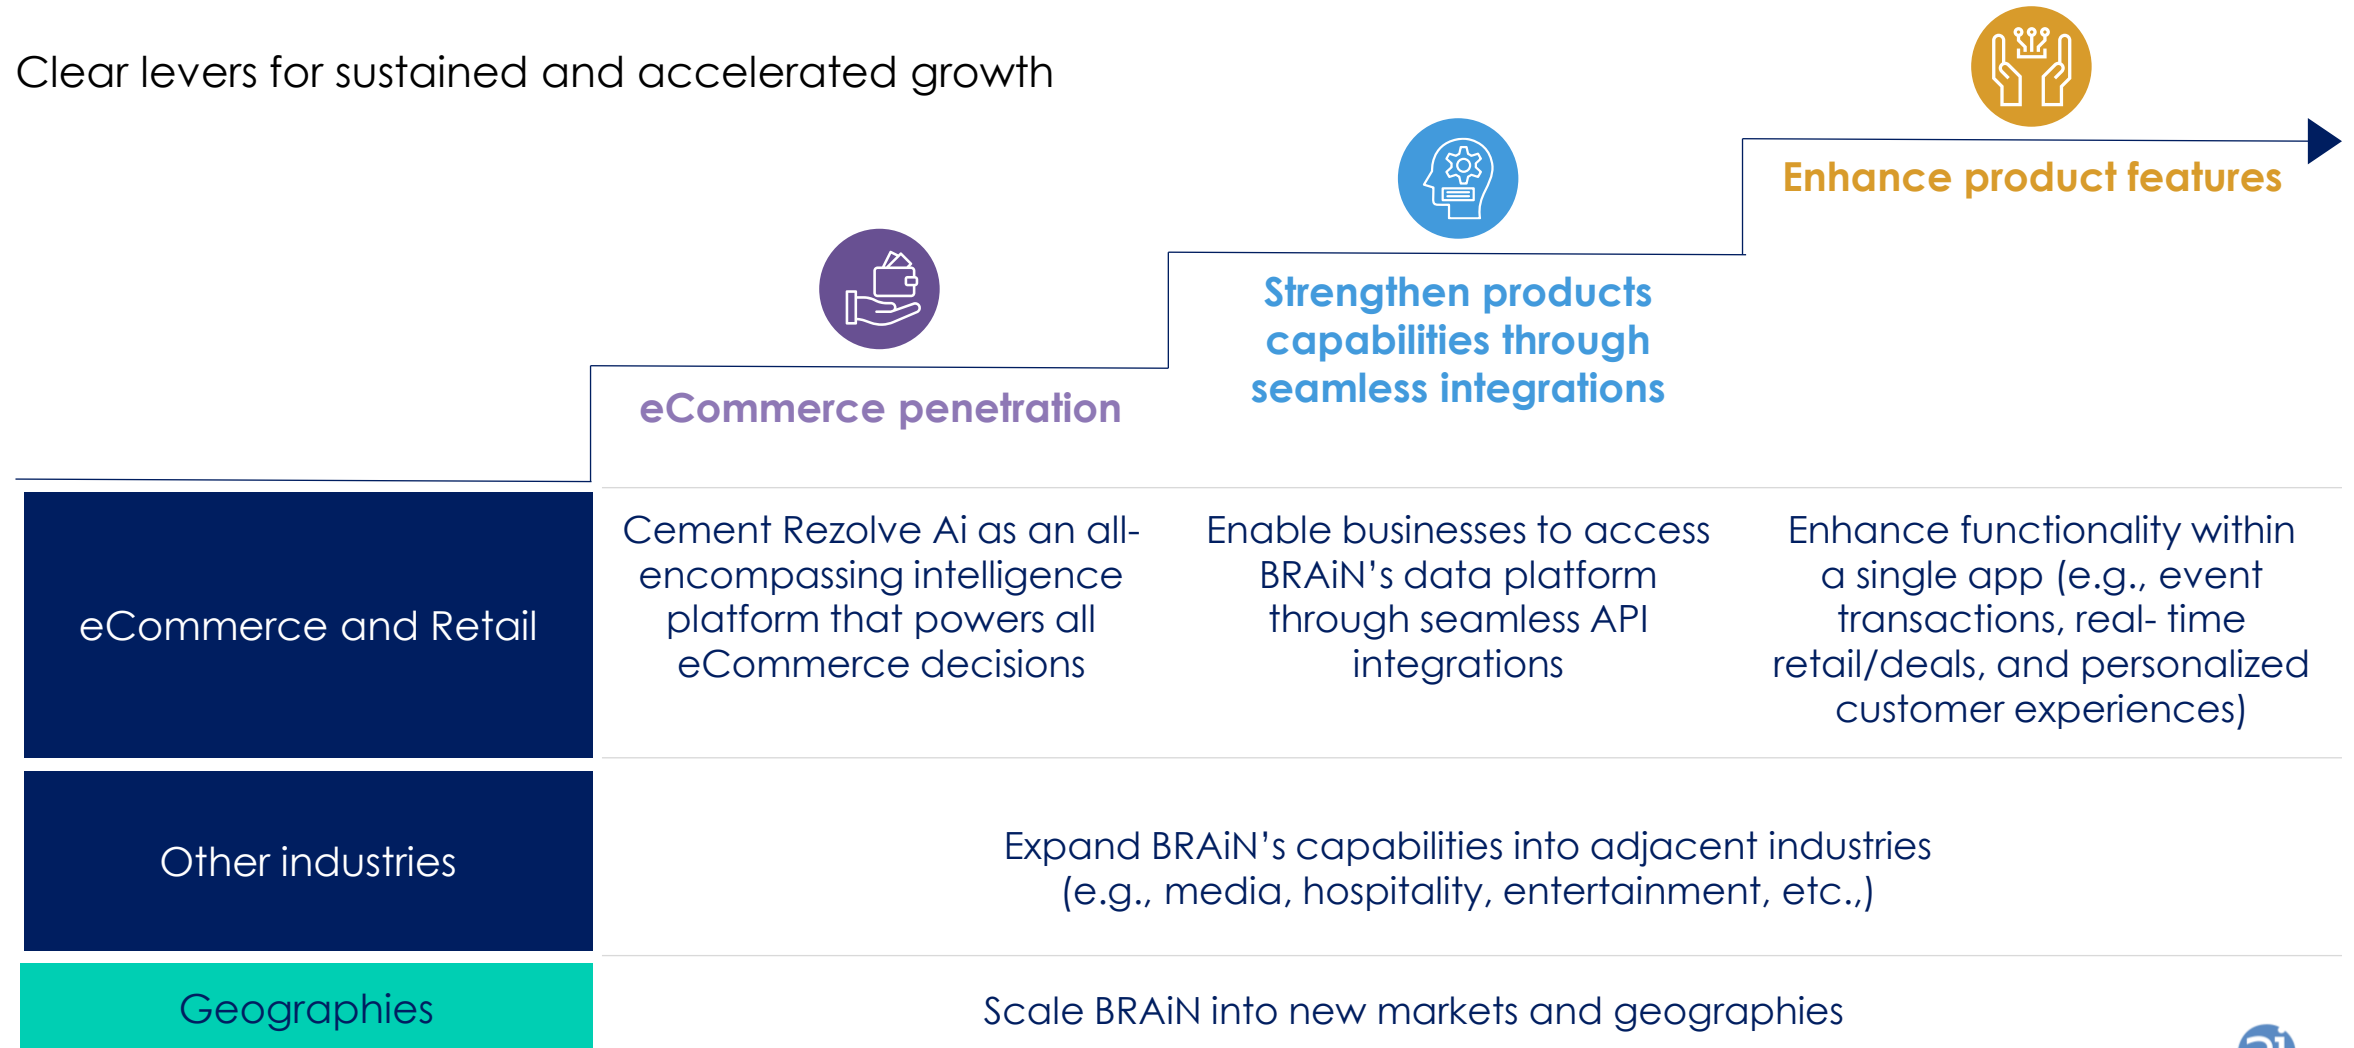 Clear levers for sustained and accelerated growth
Enhance product features
Strengthen products
capabilities through
seamless integrations
eCommerce penetration
eCommerce and Retail
Cement Rezolve Ai as an all-
encompassing intelligence
platform that powers all
eCommerce decisions
Enable businesses to access
BRAiN’s data platform
through seamless API
integrations
Enhance functionality within
a single app (e.g., event
transactions, real- time
retail/deals, and personalized
customer experiences)
Other industries
Expand BRAiN’s capabilities into adjacent industries
(e.g., media, hospitality, entertainment, etc.,)
Geographies
Scale BRAiN into new markets and geographies